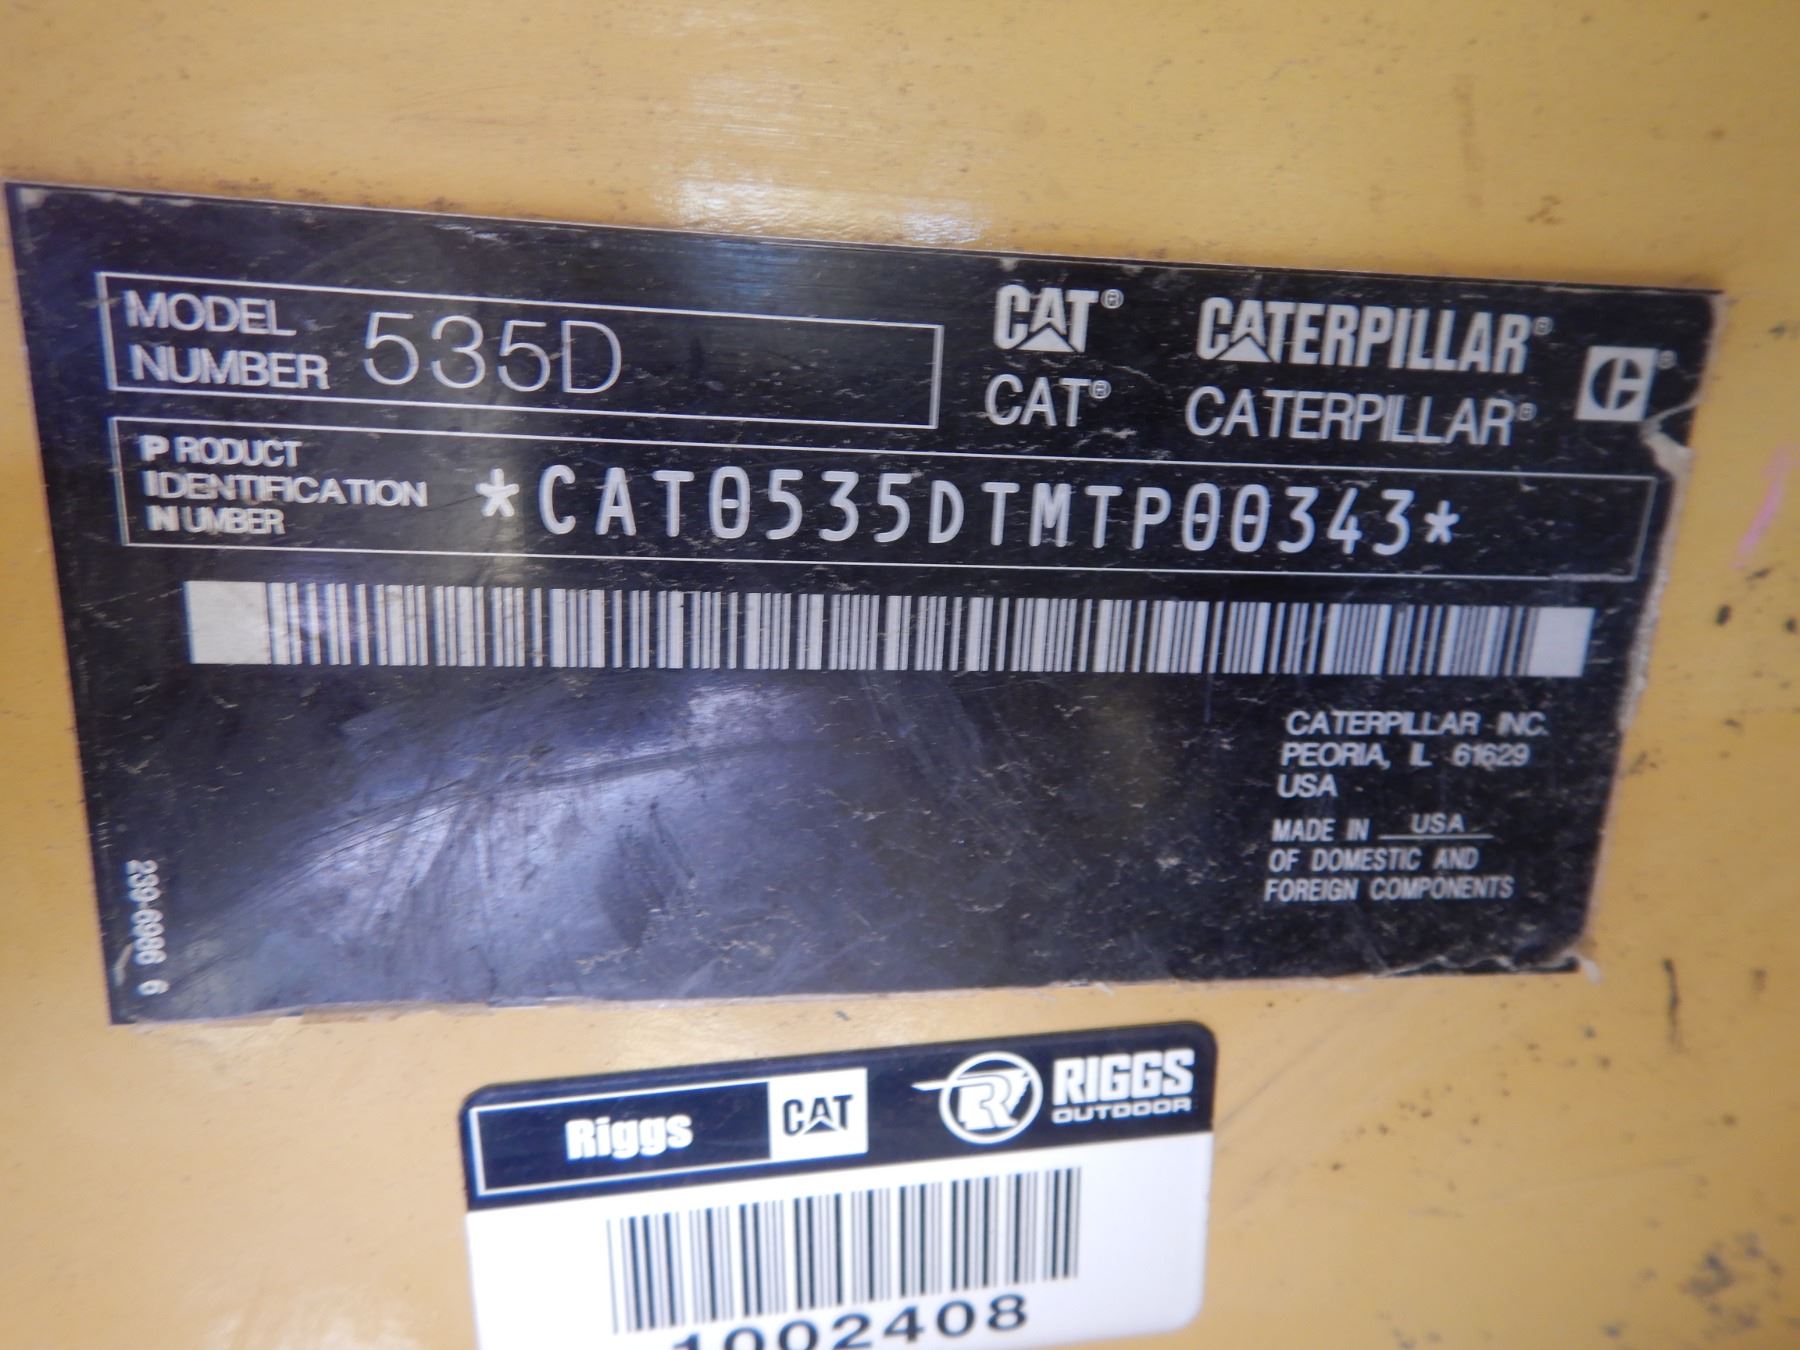 MODEL NUMBER 535D
CAT® CATERPILLAR®
CAT® CATERPILLAR®
PRODUCT
IDENTIFICATION
NUMBER
*CAT0535DTMTP00343*
CATERPILLAR INC.
PEORIA, IL 61629
USA
MADE IN USA
OF DOMESTIC AND
FOREIGN COMPONENTS
239-6986 6
Riggs CAT
R RIGGS
OUTDOOR
1002408